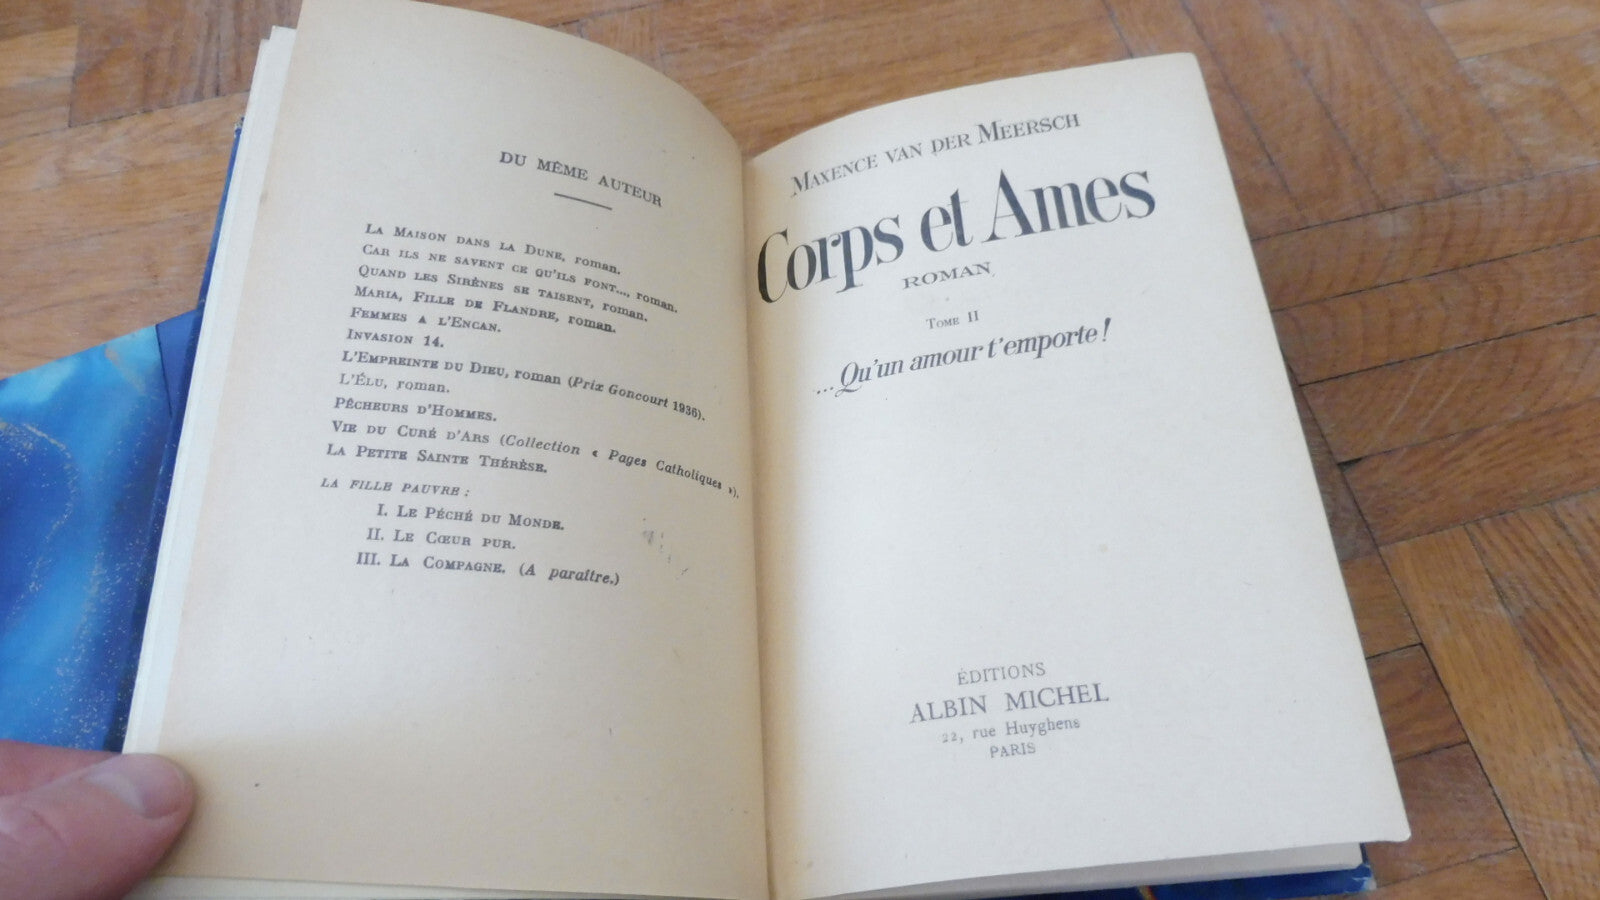 DU MÊME AUTEUR
LA MAISON DANS LA DUNE, roman.
CAR ILS NE SAVENT CE QU'ILS FONT..., roman.
QUAND LES SIRÈNES SE TAISENT, roman.
MARIA, FILLE DE FLANDRE, roman.
FEMMES A L'ENCAN.
INVASION 14.
L'EMPREINTE DU DIEU, roman (Prix Goncourt 1936).
L'ÉLU, roman.
PÊCHEURS D'HOMMES.
VIE DU CURÉ D'ARS (Collection « Pages Catholiques »).
LA PETITE SAINTE THÉRÈSE.
LA FILLE PAUVRE :
I. LE PÉCHÉ DU MONDE.
II. LE CŒUR PUR.
III. LA COMPAGNE. (A paraître.)
MAXENCE VAN DER MEERSCH
Corps et Ames
ROMAN
TOME II
...Qu'un amour t'emporte !
ÉDITIONS
ALBIN MICHEL
22, rue Huyghens
PARIS